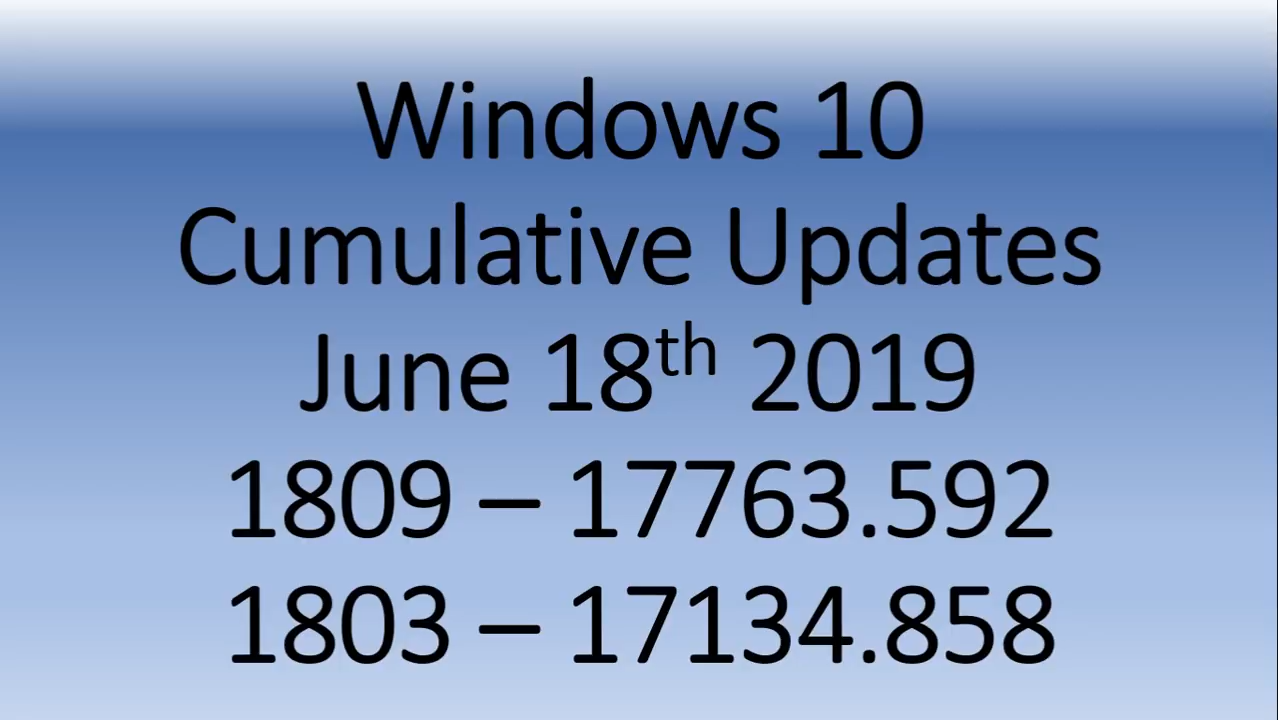 Windows 10
Cumulative Updates
June 18th 2019
1809 – 17763.592
1803 – 17134.858